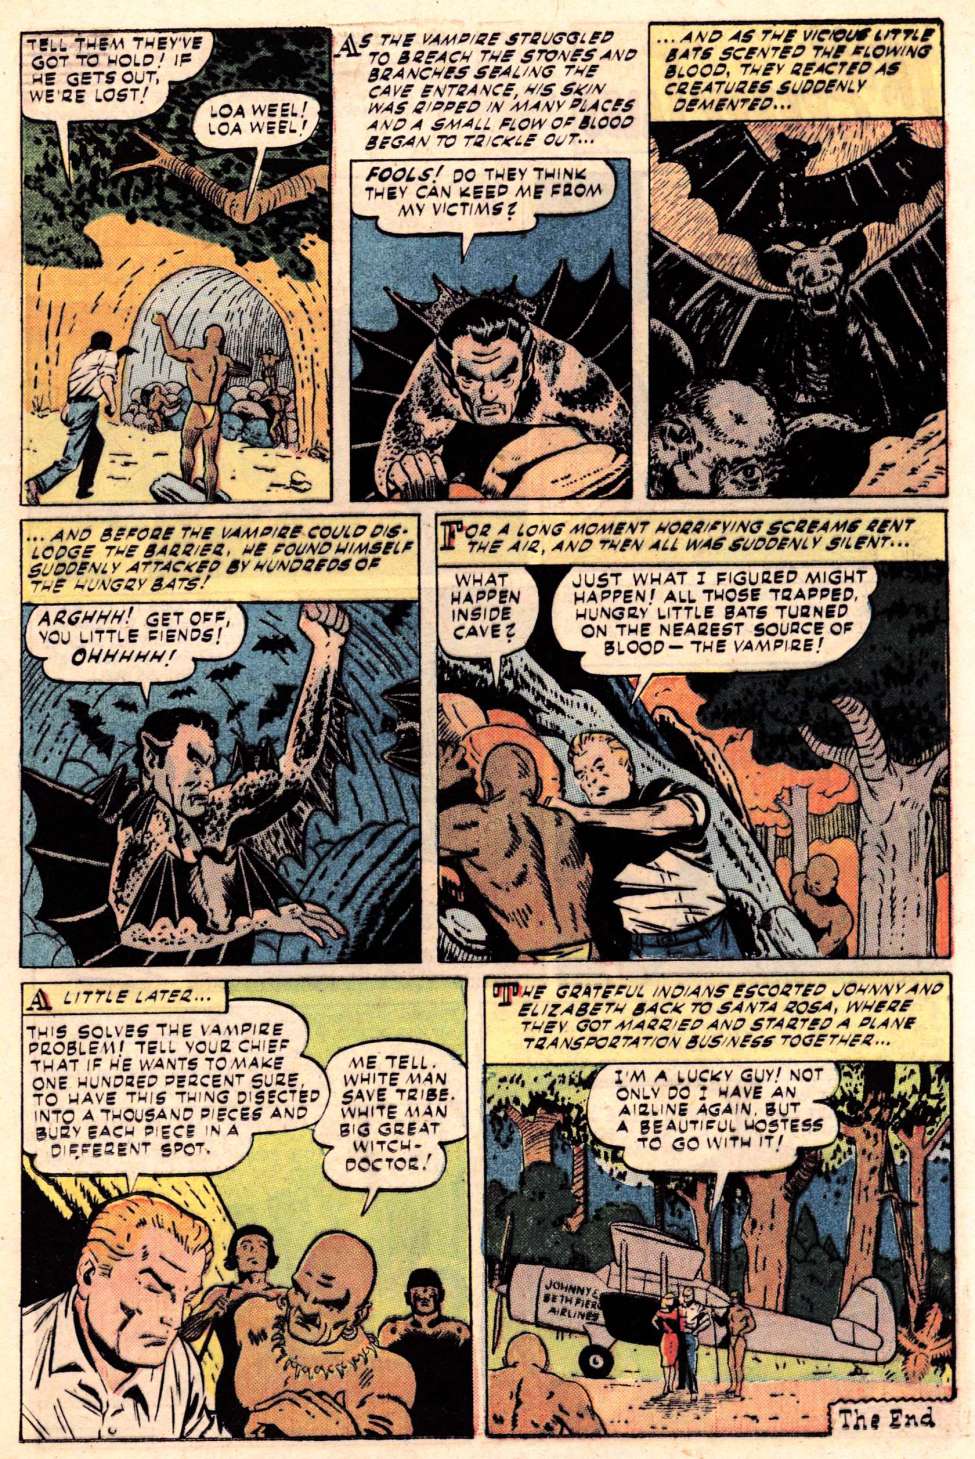 TELL THEM THEY'VE
GOT TO HOLD! IF
HE GETS OUT,
WE'RE LOST!
LOA WEEL!
LOA WEEL!
AS THE VAMPIRE STRUGGLED
TO BREACH THE STONES AND
BRANCHES SEALING THE
CAVE ENTRANCE, HIS SKIN
WAS RIPPED IN MANY PLACES
AND A SMALL FLOW OF BLOOD
BEGAN TO TRICKLE OUT...
FOOLS! DO THEY THINK
THEY CAN KEEP ME FROM
MY VICTIMS?
...AND AS THE VICIOUS LITTLE
BATS SCENTED THE FLOWING
BLOOD, THEY REACTED AS
CREATURES SUDDENLY
DEMENTED...
...AND BEFORE THE VAMPIRE COULD DIS-
LODGE THE BARRIER, HE FOUND HIMSELF
SUDDENLY ATTACKED BY HUNDREDS OF
THE HUNGRY BATS!
ARGHHH! GET OFF,
YOU LITTLE FIENDS!
OHHHHH!
FOR A LONG MOMENT HORRIFYING SCREAMS RENT
THE AIR, AND THEN ALL WAS SUDDENLY SILENT...
WHAT
HAPPEN
INSIDE
CAVE?
JUST WHAT I FIGURED MIGHT
HAPPEN! ALL THOSE TRAPPED,
HUNGRY LITTLE BATS TURNED
ON THE NEAREST SOURCE OF
BLOOD — THE VAMPIRE!
A LITTLE LATER...
THIS SOLVES THE VAMPIRE
PROBLEM! TELL YOUR CHIEF
THAT IF HE WANTS TO MAKE
ONE HUNDRED PERCENT SURE,
TO HAVE THIS THING DISECTED
INTO A THOUSAND PIECES AND
BURY EACH PIECE IN A
DIFFERENT SPOT.
ME TELL.
WHITE MAN
SAVE TRIBE.
WHITE MAN
BIG GREAT
WITCH-
DOCTOR!
THE GRATEFUL INDIANS ESCORTED JOHNNY AND
ELIZABETH BACK TO SANTA ROSA, WHERE
THEY GOT MARRIED AND STARTED A PLANE
TRANSPORTATION BUSINESS TOGETHER...
I'M A LUCKY GUY! NOT
ONLY DO I HAVE AN
AIRLINE AGAIN, BUT
A BEAUTIFUL HOSTESS
TO GO WITH IT!
JOHNNY &
BETH
AIRLINES
The End